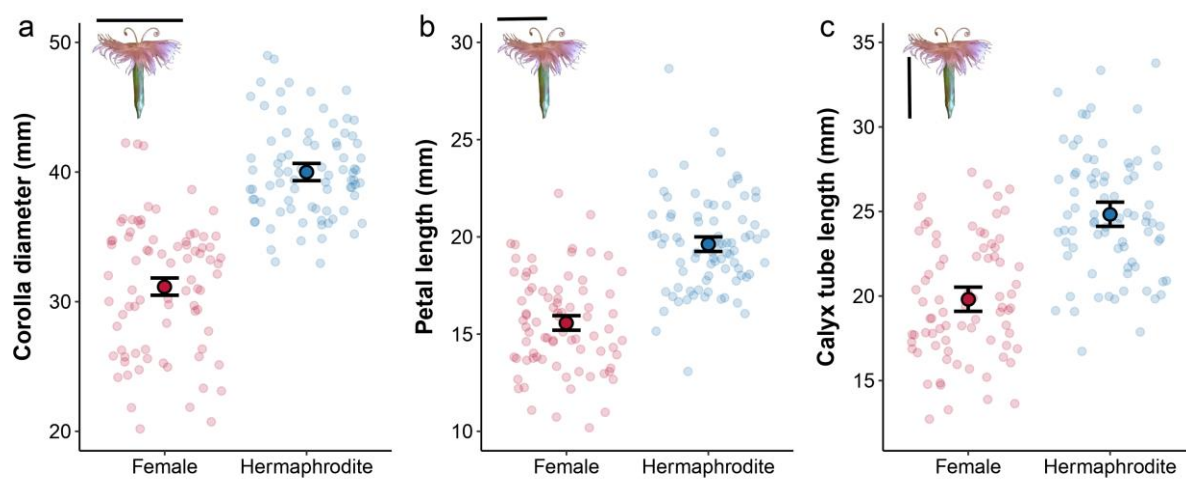 a
Corolla diameter (mm)
50
40
30
20
Female
Hermaphrodite
b
Petal length (mm)
30
25
20
15
10
Female
Hermaphrodite
c
Calyx tube length (mm)
35
30
25
20
15
Female
Hermaphrodite